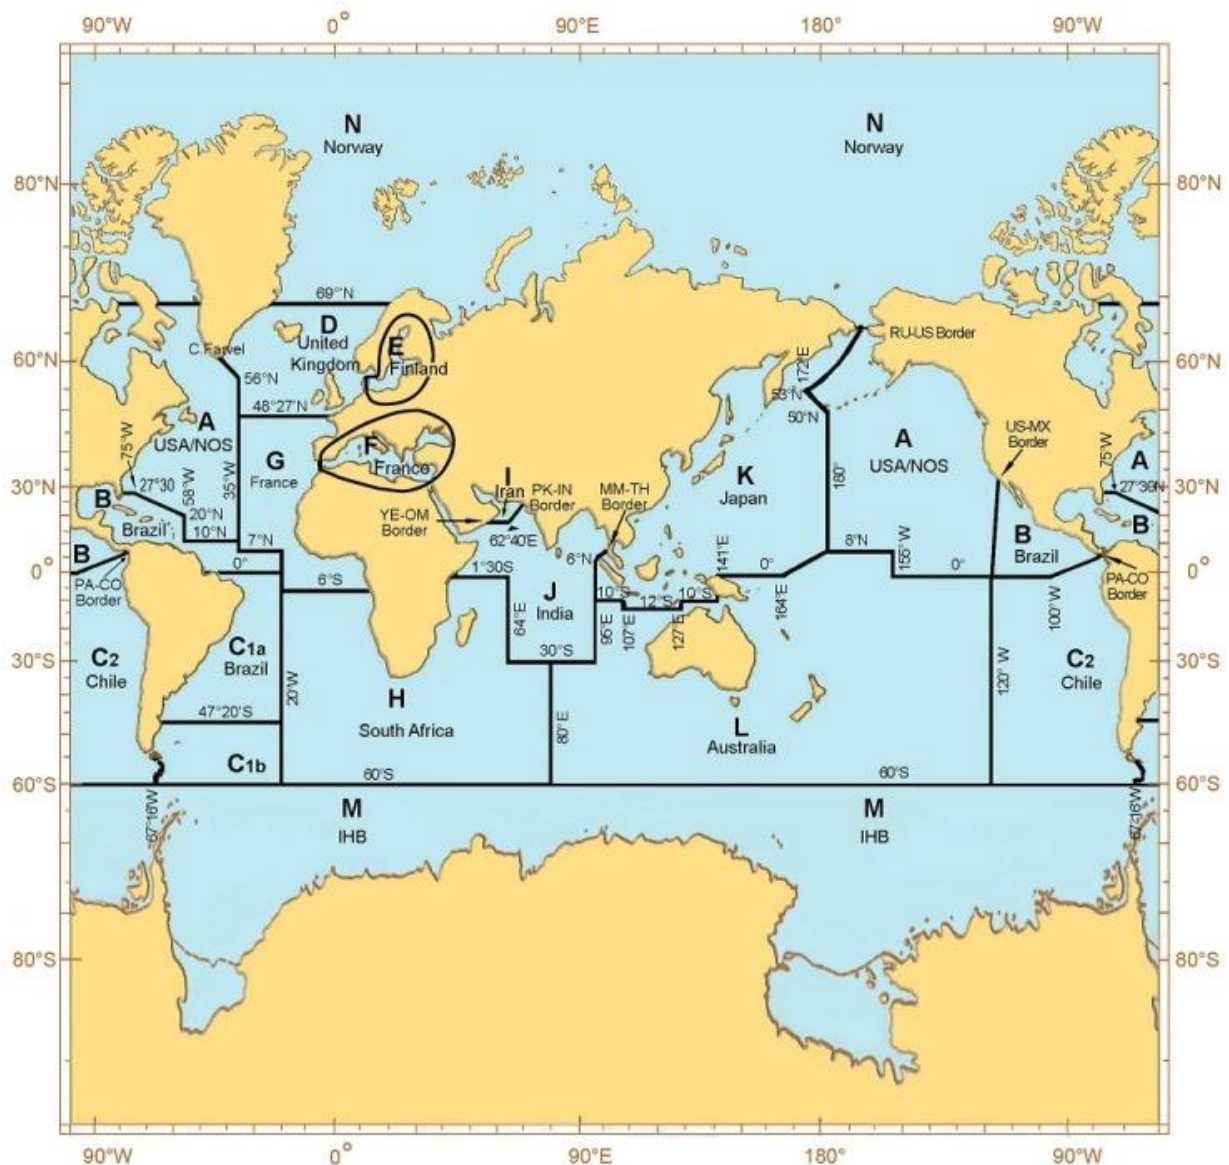 90°W 0° 90°E 180° 90°W
N N
Norway Norway
80°N 80°N
69°N
D
United
Kingdom
E
Finland
RU-US Border
C.Farvel
60°N 60°N
56°N
172°E
53°N
50°N
48°27'N
A
USA/NOS
75°W
27°30
58°W
35°W
G
France
F
France
I
Iran
PK-IN
Border
MM-TH
Border
K
Japan
180°
A
USA/NOS
US-MX
Border
75°W
A
27°30N
30°N 30°N
B
Brazil
20°N
10°N
7°N
YE-OM
Border
62°40'E
6°N
141°E
8°N
155°W
B
Brazil
B
B
0° 0° 1°30S 0° 0° 0°
PA-CO
Border
6°S
64°E
J
India
10°S 12°S 10°S
95°E
107°E
127°E
164°E
100°W
PA-CO
Border
C1a
Brazil
C2
Chile
30°S 30°S 30°S
20°W
H
South Africa
80°E
L
Australia
120° W
C2
Chile
47°20'S
C1b
60°S 60°S 60°S 60°S
67°16'W
M
IHB
M
IHB
67°16'W
80°S 80°S
90°W 0° 90°E 180° 90°W